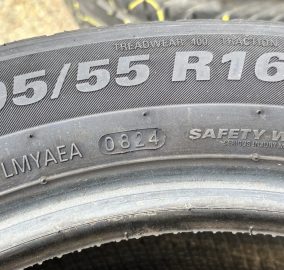 TREADWEAR 400 TRACTION
95/55 R16
LMYAEA 0824 SAFETY W